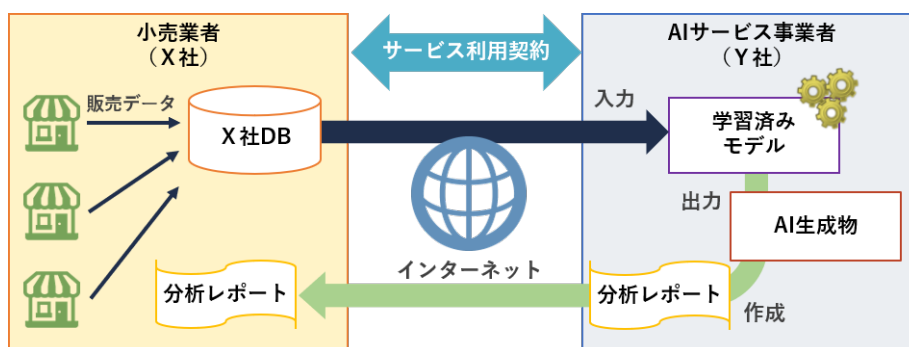 小売業者
（X社）
サービス利用契約
AIサービス事業者
（Y社）
販売データ
X社DB
入力
学習済み
モデル
出力
AI生成物
インターネット
分析レポート
分析レポート
作成